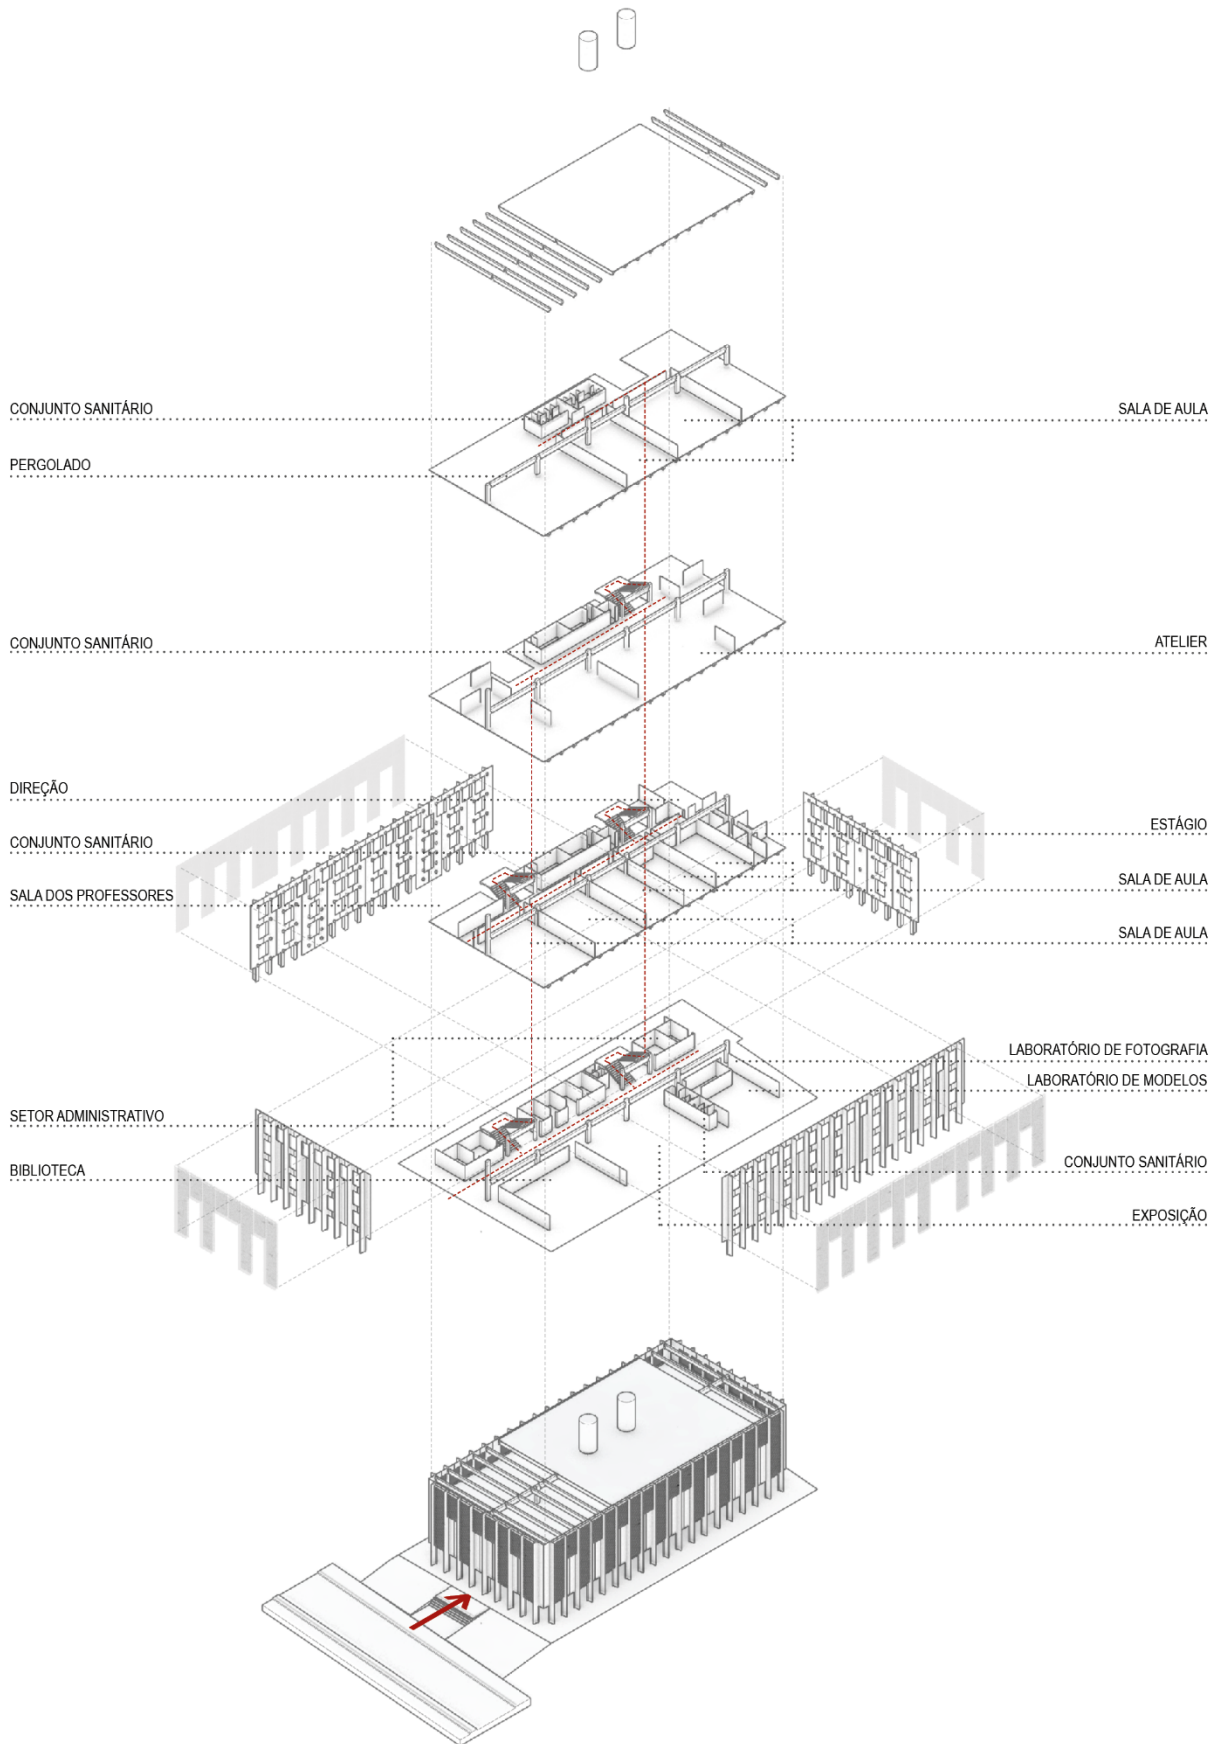 CONJUNTO SANITÁRIO
SALA DE AULA
PERGOLADO
CONJUNTO SANITÁRIO
ATELIER
DIREÇÃO
ESTÁGIO
CONJUNTO SANITÁRIO
SALA DE AULA
SALA DOS PROFESSORES
SALA DE AULA
LABORATÓRIO DE FOTOGRAFIA
LABORATÓRIO DE MODELOS
SETOR ADMINISTRATIVO
CONJUNTO SANITÁRIO
BIBLIOTECA
EXPOSIÇÃO